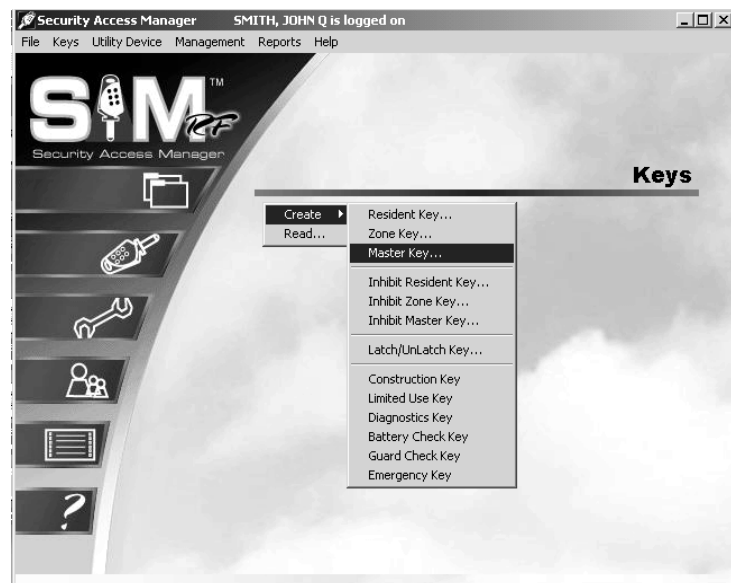 Security Access Manager SMITH, JOHN Q is logged on
File Keys Utility Device Management Reports Help
SAM TM
RF
Security Access Manager
Keys
Create
Read...
Resident Key...
Zone Key...
Master Key...
Inhibit Resident Key...
Inhibit Zone Key...
Inhibit Master Key...
Latch/UnLatch Key...
Construction Key
Limited Use Key
Diagnostics Key
Battery Check Key
Guard Check Key
Emergency Key
?